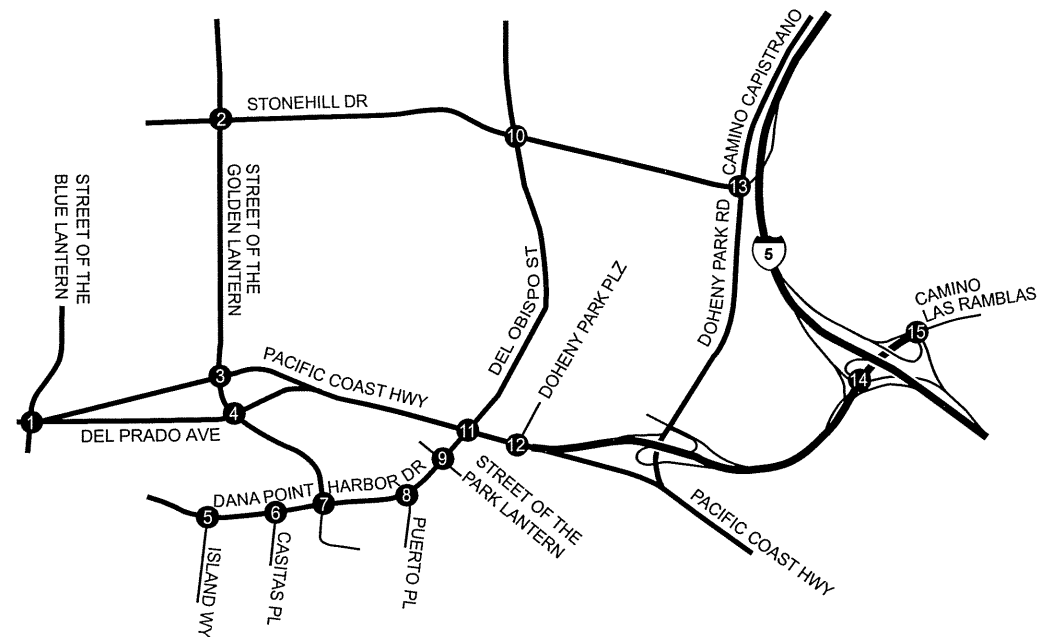 CAMINO CAPISTRANO
STONEHILL DR
2
10
13
STREET OF THE
BLUE LANTERN
STREET OF THE
GOLDEN LANTERN
DEL OBISPO ST
DOHENY PARK PLZ
DOHENY PARK RD
5
CAMINO
LAS RAMBLAS
15
14
3
PACIFIC COAST HWY
1
4
DEL PRADO AVE
11
12
9
STREET OF THE
PARK LANTERN
DANA POINT HARBOR DR
5
6
7
8
PACIFIC COAST HWY
ISLAND WY
CASITAS PL
PUERTO PL